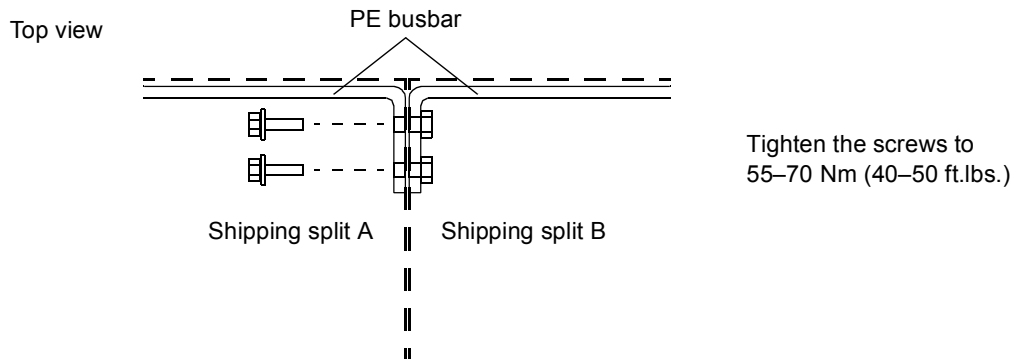 Top view
PE busbar
Tighten the screws to
55–70 Nm (40–50 ft.lbs.)
Shipping split A
Shipping split B